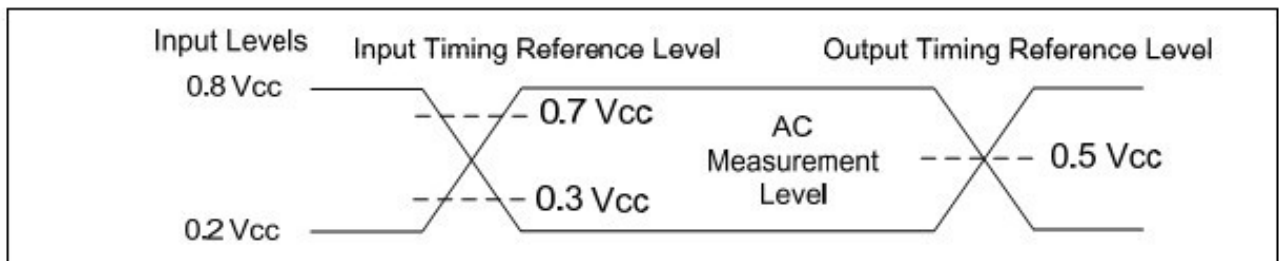 Input Levels
Input Timing Reference Level
Output Timing Reference Level
0.8 Vcc
0.7 Vcc
AC
Measurement
Level
0.5 Vcc
0.3 Vcc
0.2 Vcc